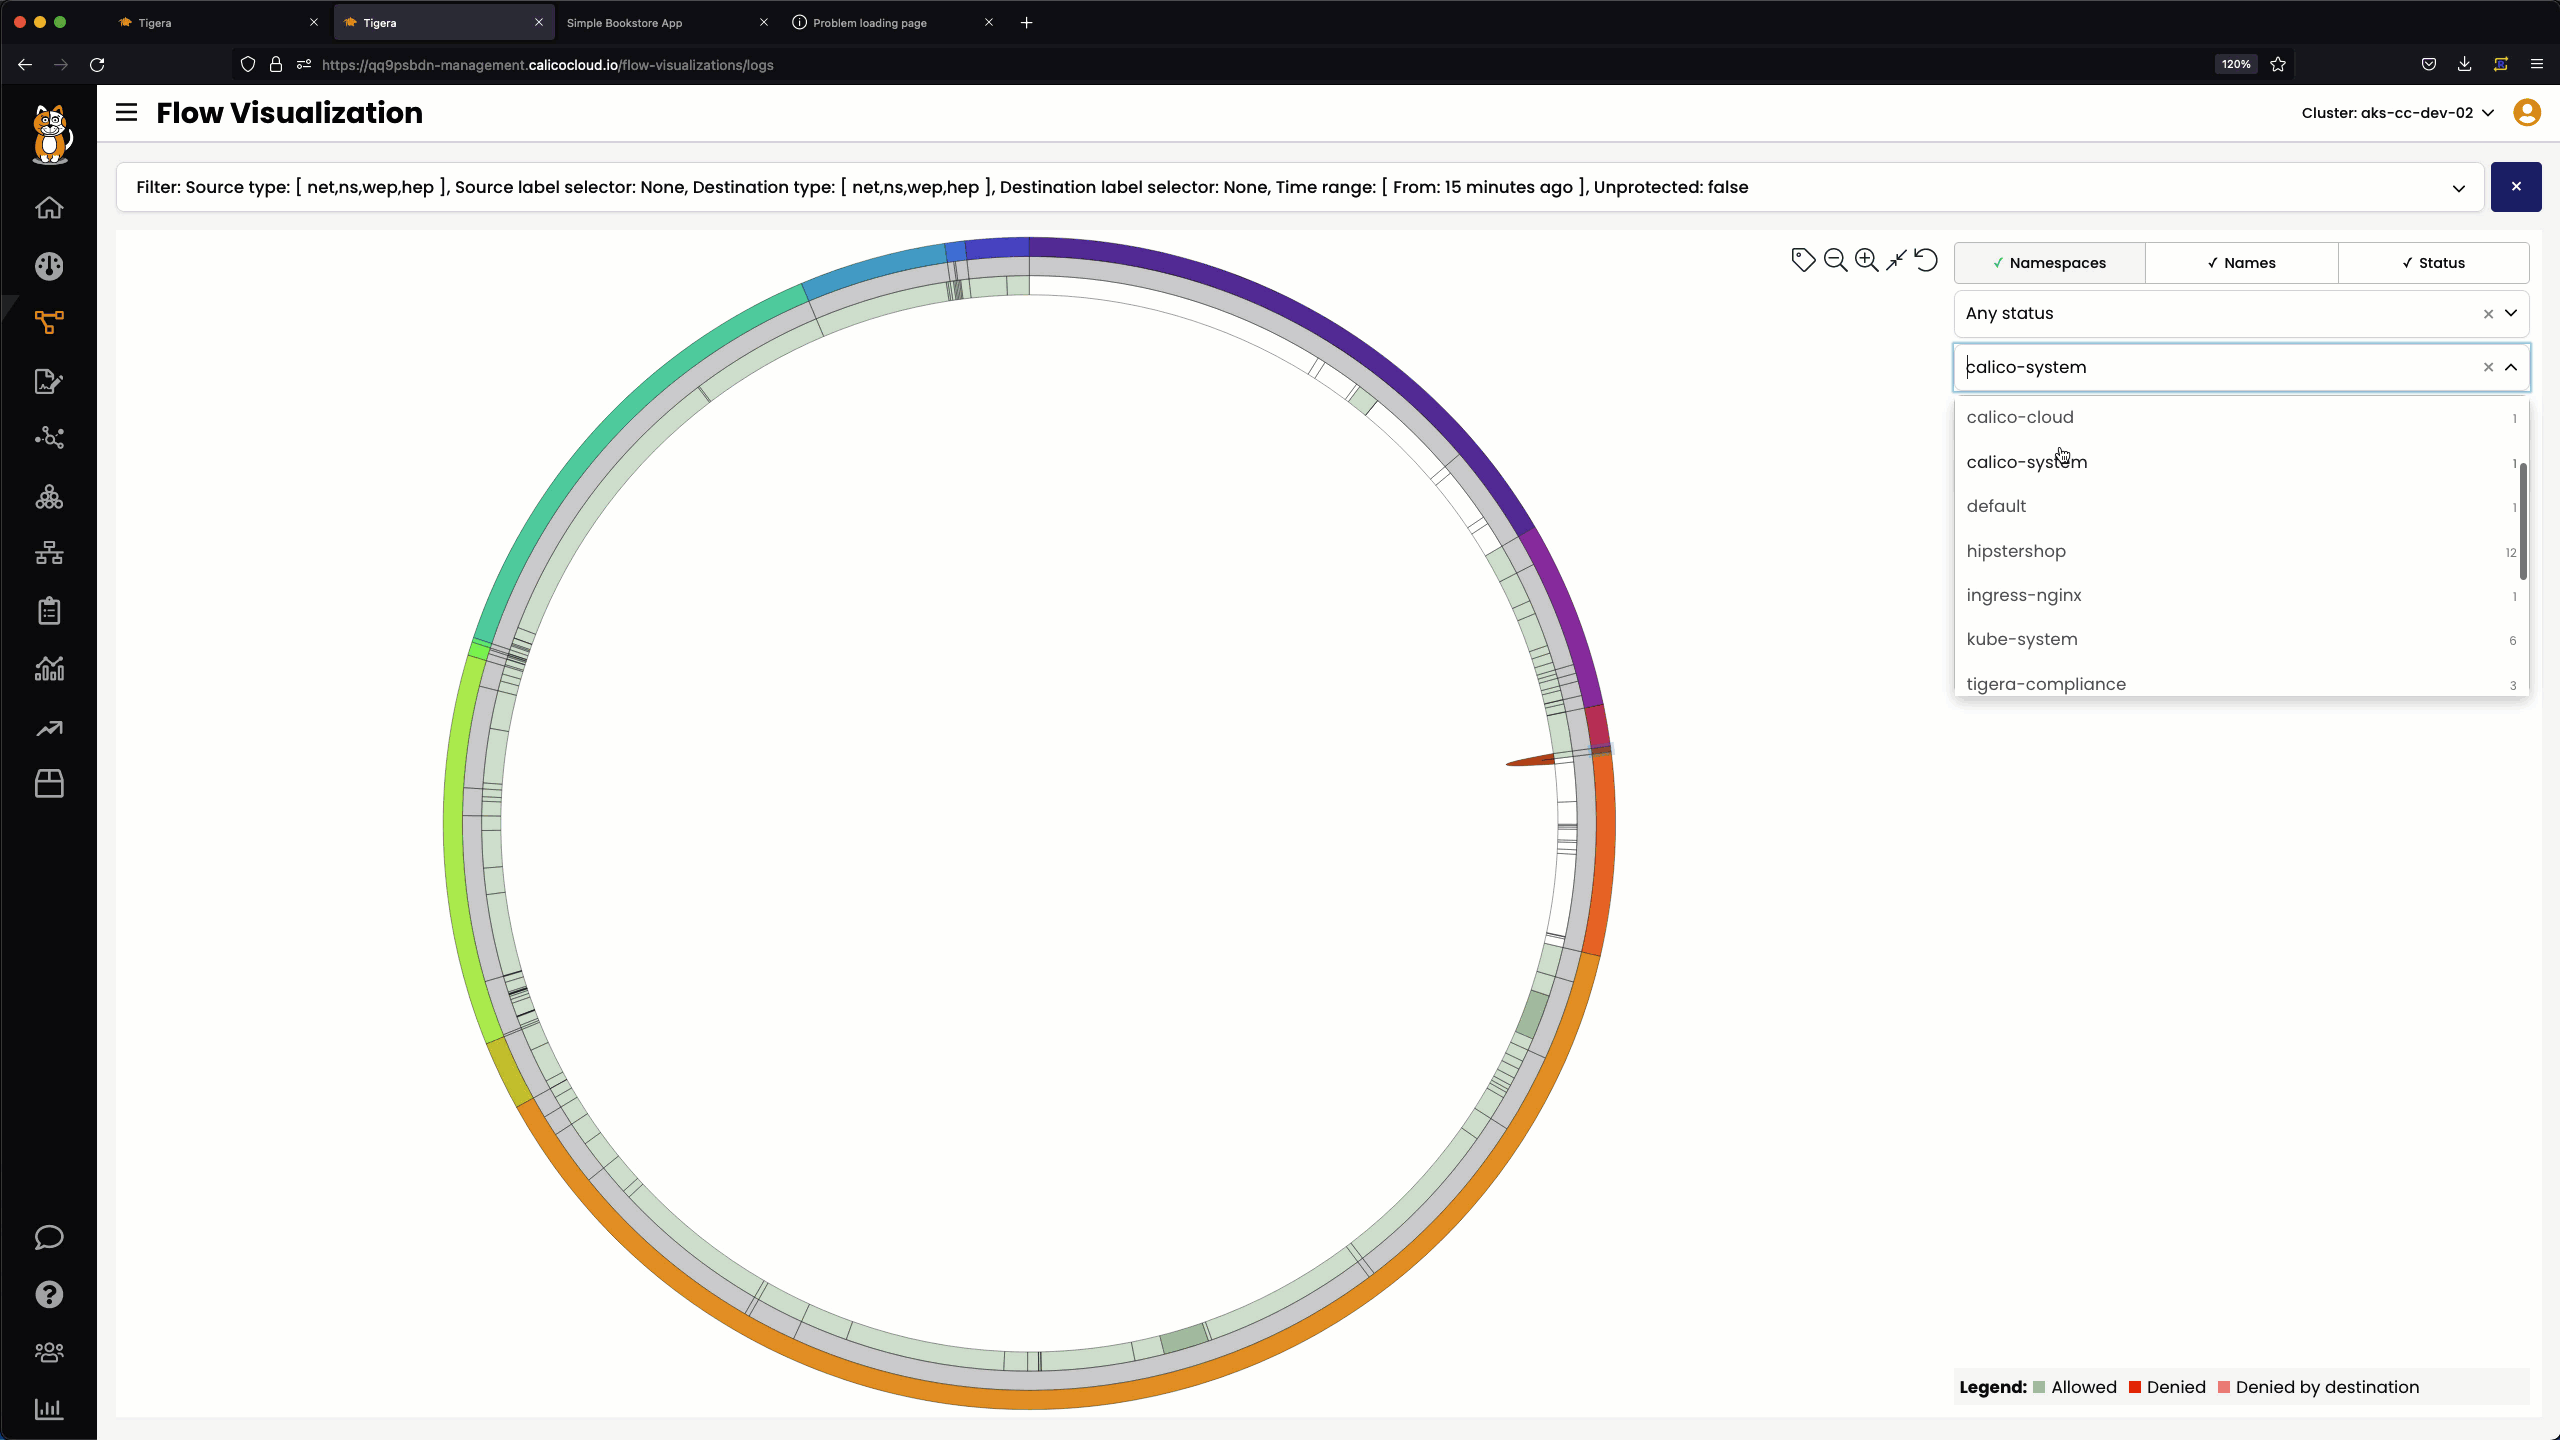 Tigera
Tigera
Simple Bookstore App
Problem loading page
https://qq9psbdn-management.calicocloud.io/flow-visualizations/logs
120%
Flow Visualization
Cluster: aks-cc-dev-02
Filter: Source type: [ net,ns,wep,hep ], Source label selector: None, Destination type: [ net,ns,wep,hep ], Destination label selector: None, Time range: [ From: 15 minutes ago ], Unprotected: false
✓ Namespaces
✓ Names
✓ Status
Any status
calico-system
calico-cloud 1
calico-system 1
default 1
hipstershop 12
ingress-nginx 1
kube-system 6
tigera-compliance 3
Legend: Allowed Denied Denied by destination